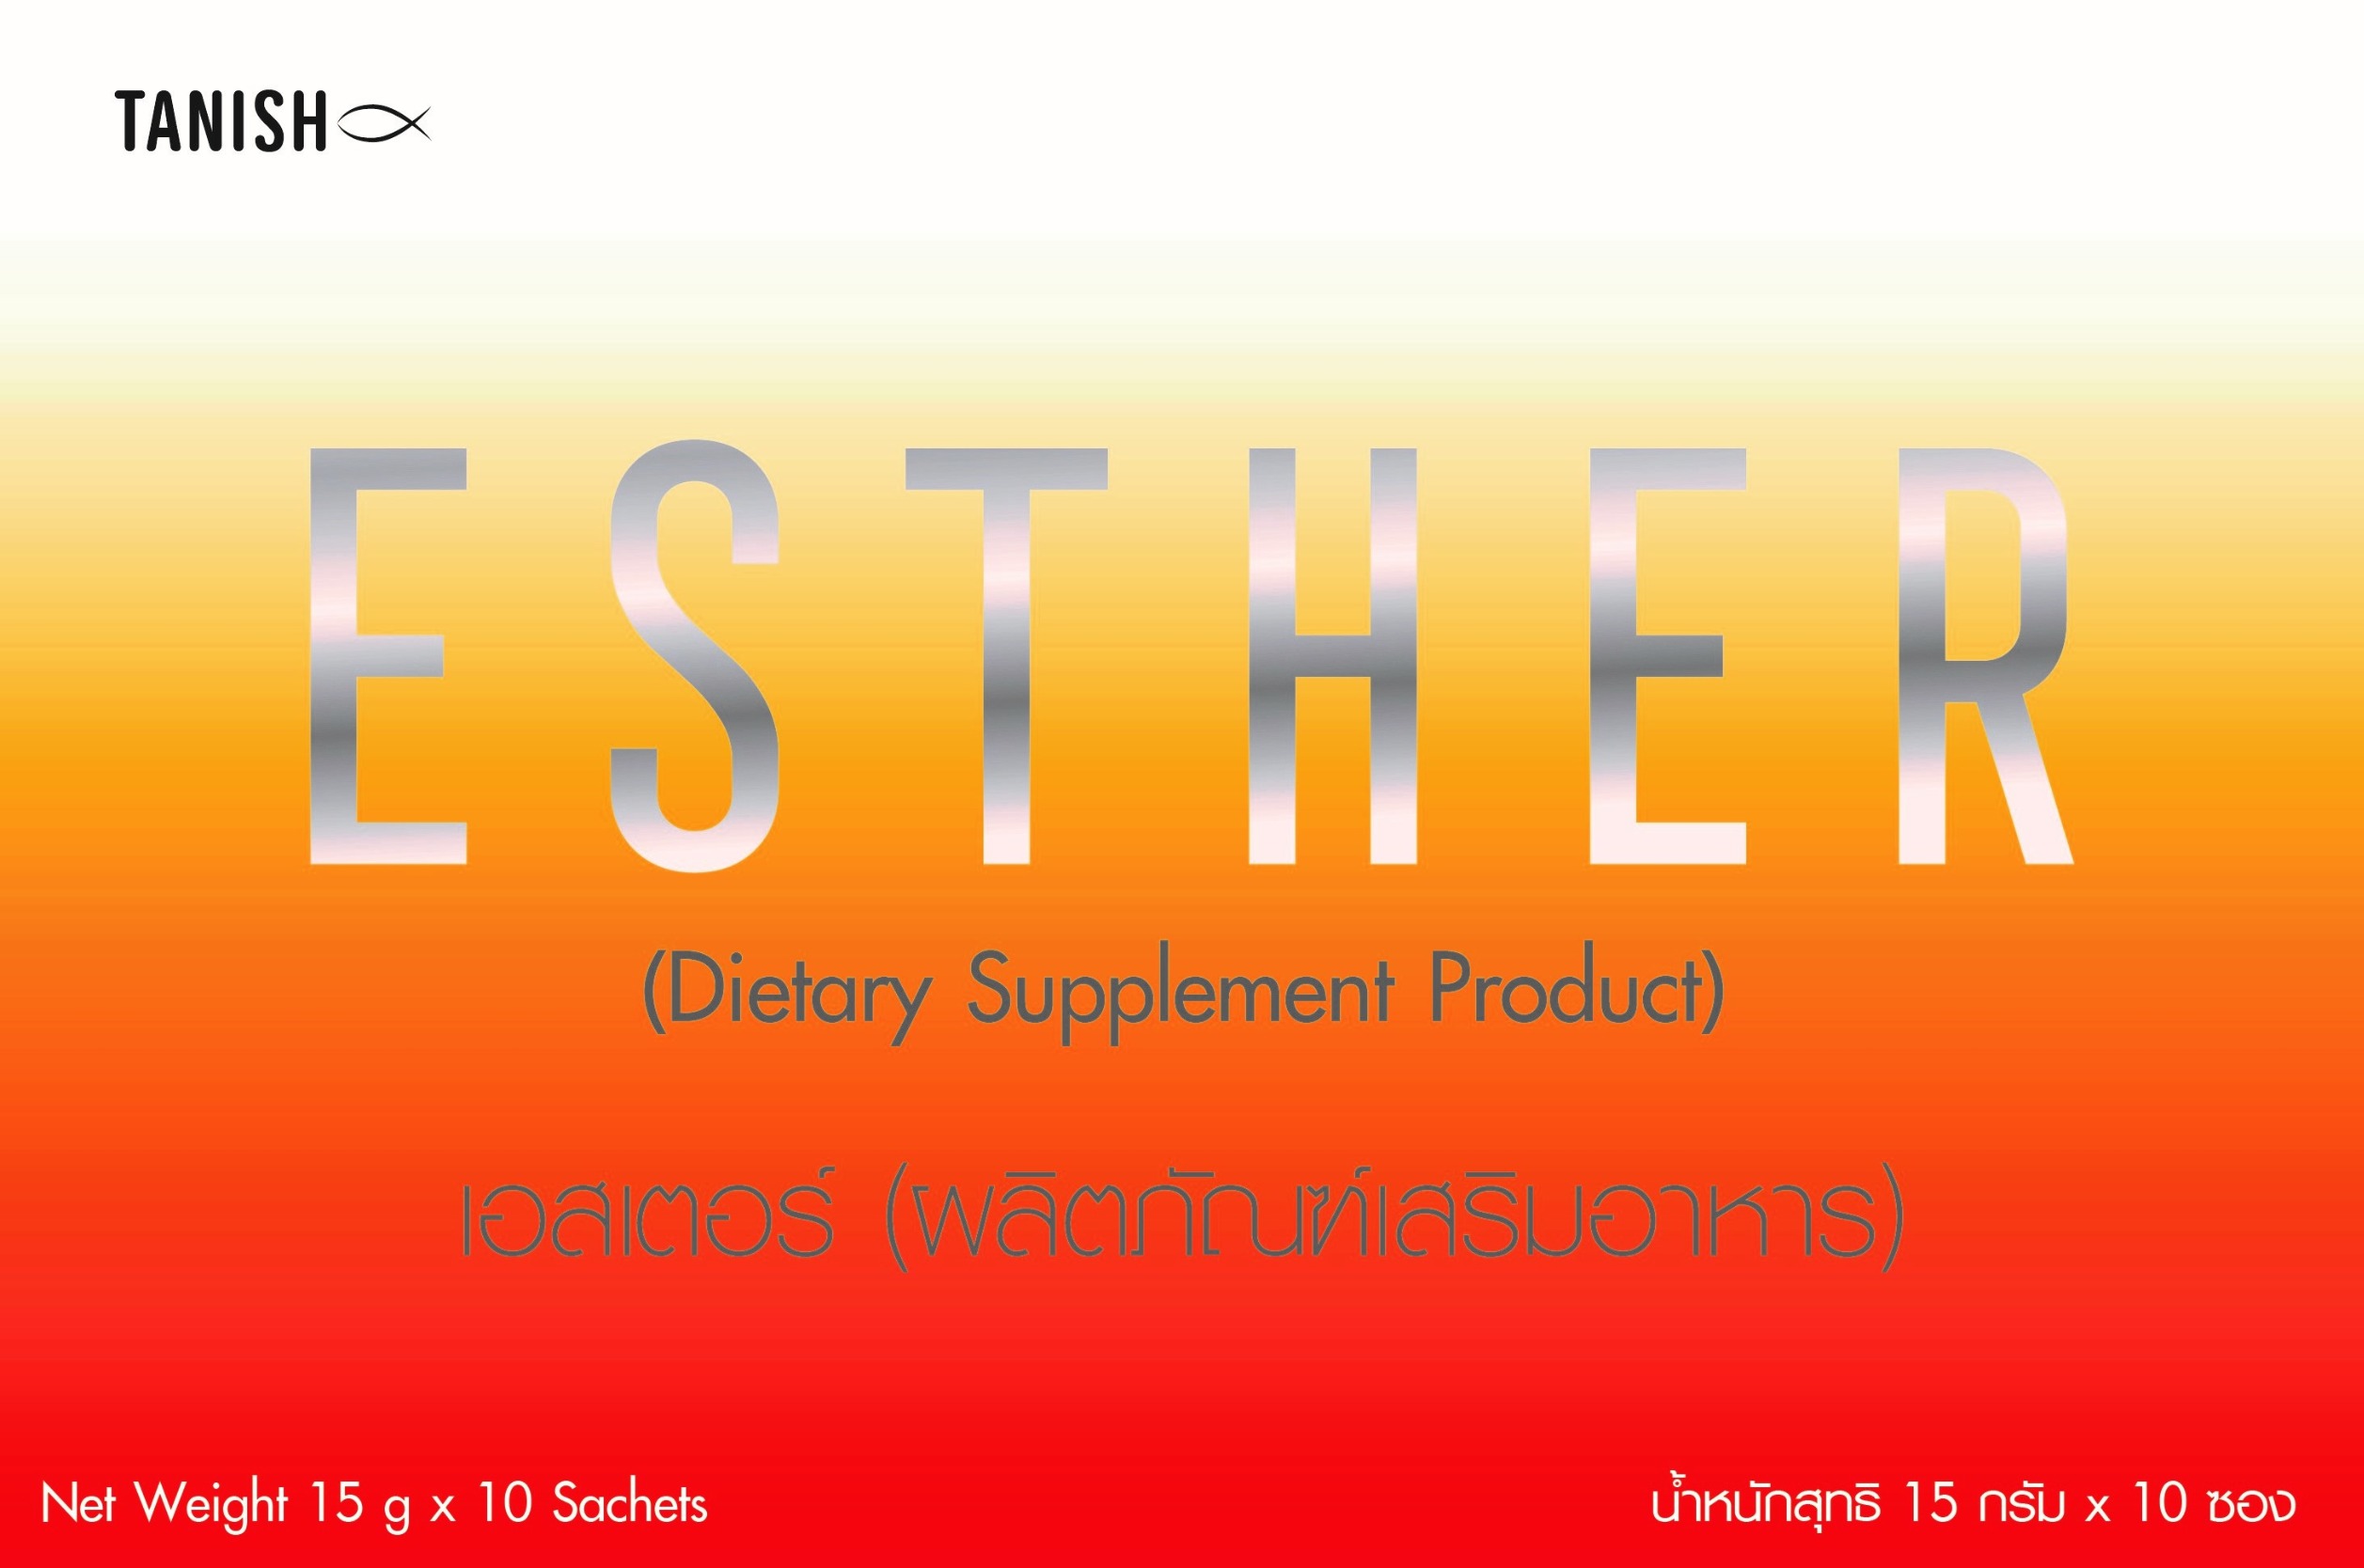 TANISH
ESTHER
(Dietary Supplement Product)
เอสเตอร์ (ผลิตภัณฑ์เสริมอาหาร)
Net Weight 15 g x 10 Sachets
น้ำหนักสุทธิ 15 กรัม x 10 ซอง